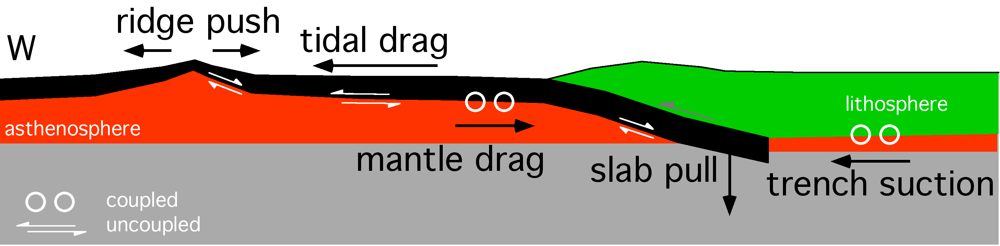 ridge push
W
tidal drag
lithosphere
asthenosphere
mantle drag
slab pull
trench suction
coupled
uncoupled